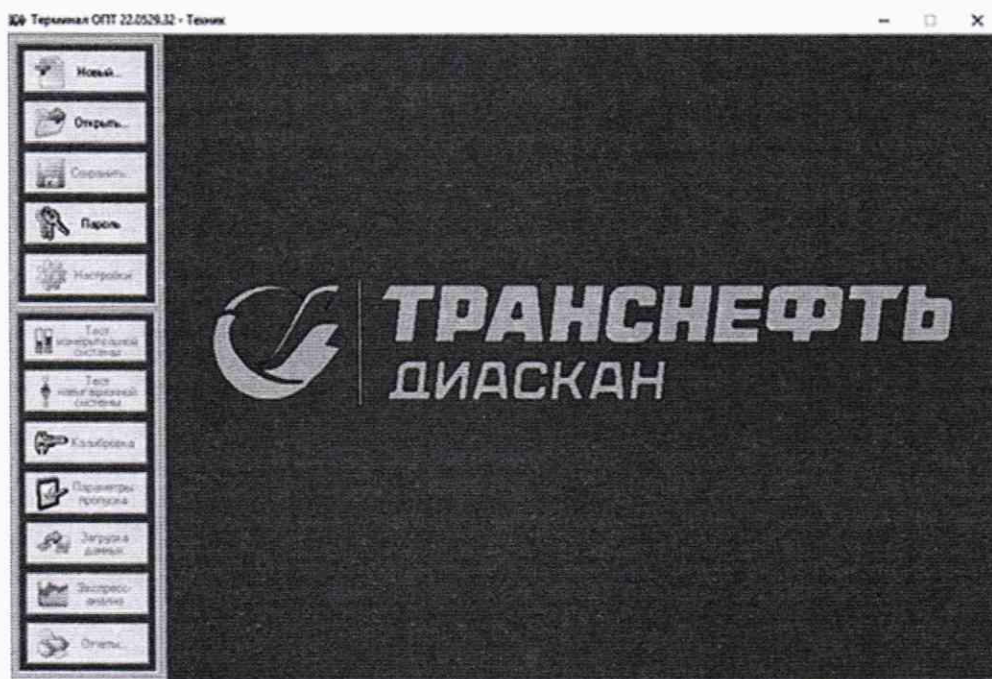 Терминал ОПТ 22.0529.32 - Техник
Новый...
Открыть...
Сохранить...
Пароль
Настройки
Тест
измерительной
системы
Тест
навигационной
системы
Калибровка
Параметры
пропуска
Загрузка
данных
Экспресс-
анализ
Отчеты...
ТРАНСНЕФТЬ
ДИАСКАН